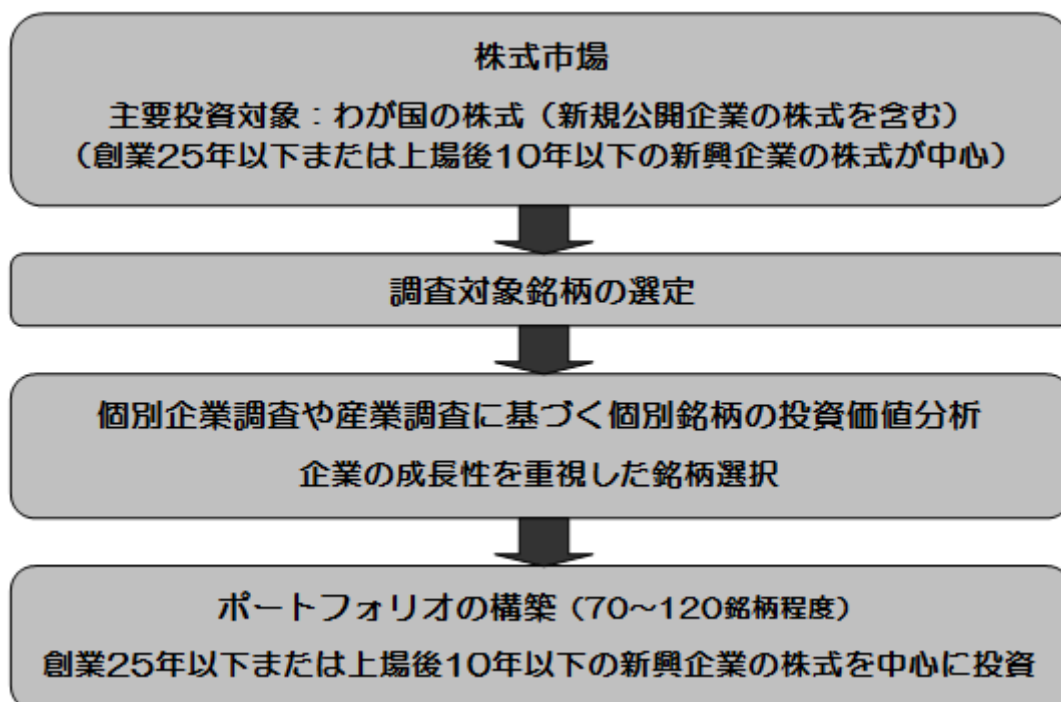 株式市場
主要投資対象:わが国の株式(新規公開企業の株式を含む)
(創業25年以下または上場後10年以下の新興企業の株式が中心)
調査対象銘柄の選定
個別企業調査や産業調査に基づく個別銘柄の投資価値分析
企業の成長性を重視した銘柄選択
ポートフォリオの構築(70~120銘柄程度)
創業25年以下または上場後10年以下の新興企業の株式を中心に投資